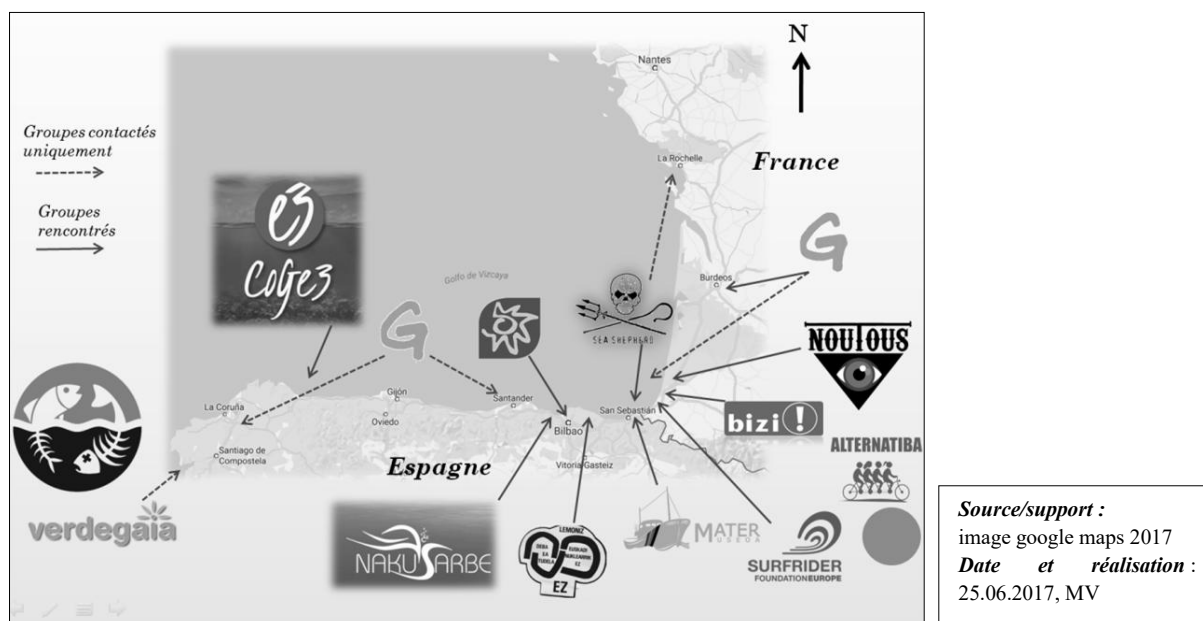 N
Nantes
Groupes contactés
uniquement
Groupes
rencontrés
La Rochelle
France
e3
Coge3
Golfo de Vizcaya
G
G
Burdeos
SEA SHEPHERD
NOUTOUS
La Coruña
Gijón
Oviedo
Santander
San Sebastián
Bilbao
bizi!
Santiago de
Compostela
Espagne
Vitoria Gasteiz
ALTERNATIBA
verdegaia
NAKUSARBE
LEMONIZ
EZ
MATER
MUSEOA
SURFRIDER
FOUNDATION EUROPE
Source/support :
image google maps 2017
Date et réalisation :
25.06.2017, MV